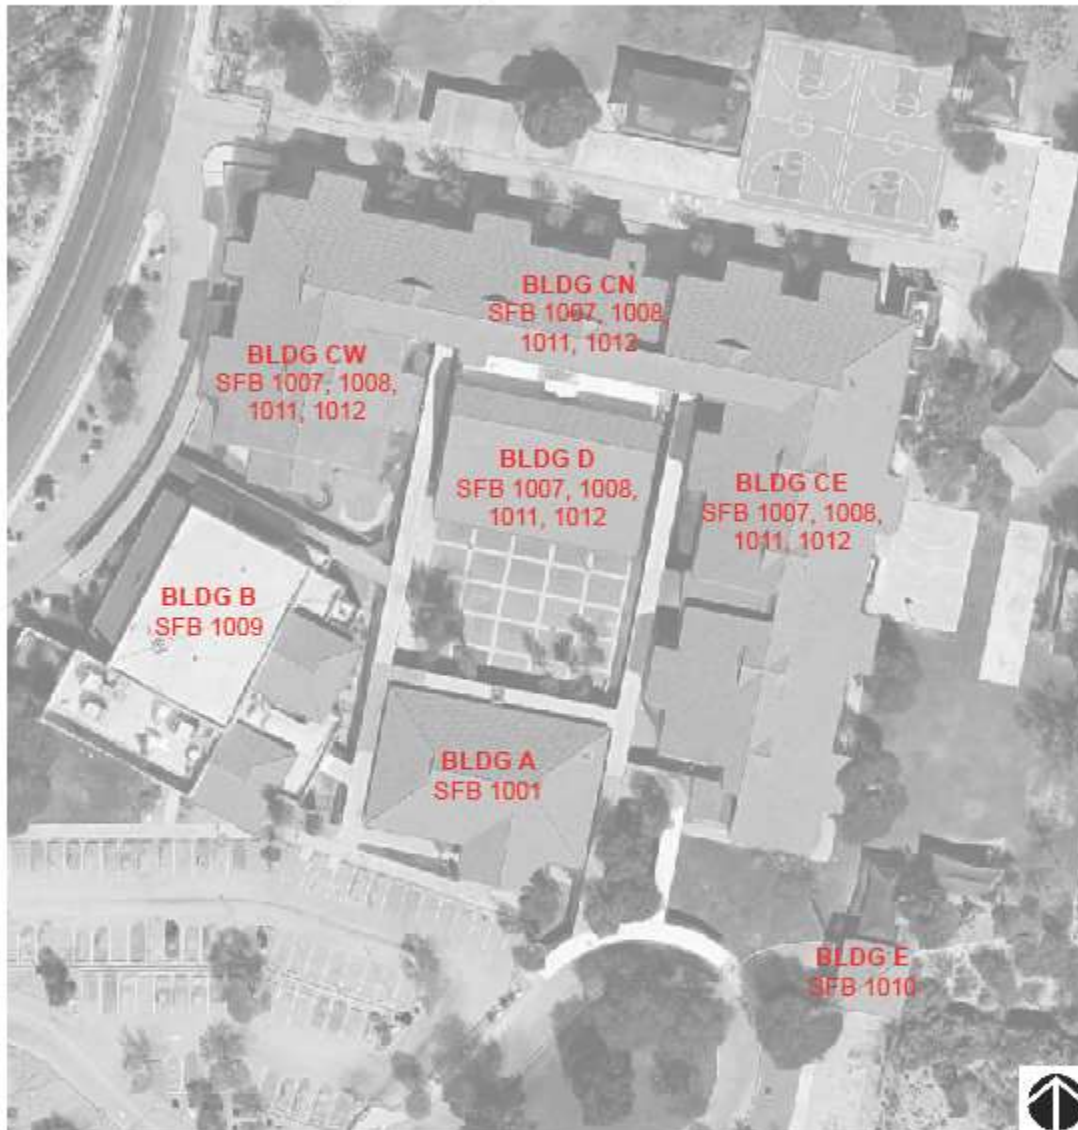 BLDG CN
SFB 1007, 1008,
1011, 1012
BLDG CW
SFB 1007, 1008,
1011, 1012
BLDG D
SFB 1007, 1008,
1011, 1012
BLDG CE
SFB 1007, 1008,
1011, 1012
BLDG B
SFB 1009
BLDG A
SFB 1001
BLDG E
SFB 1010